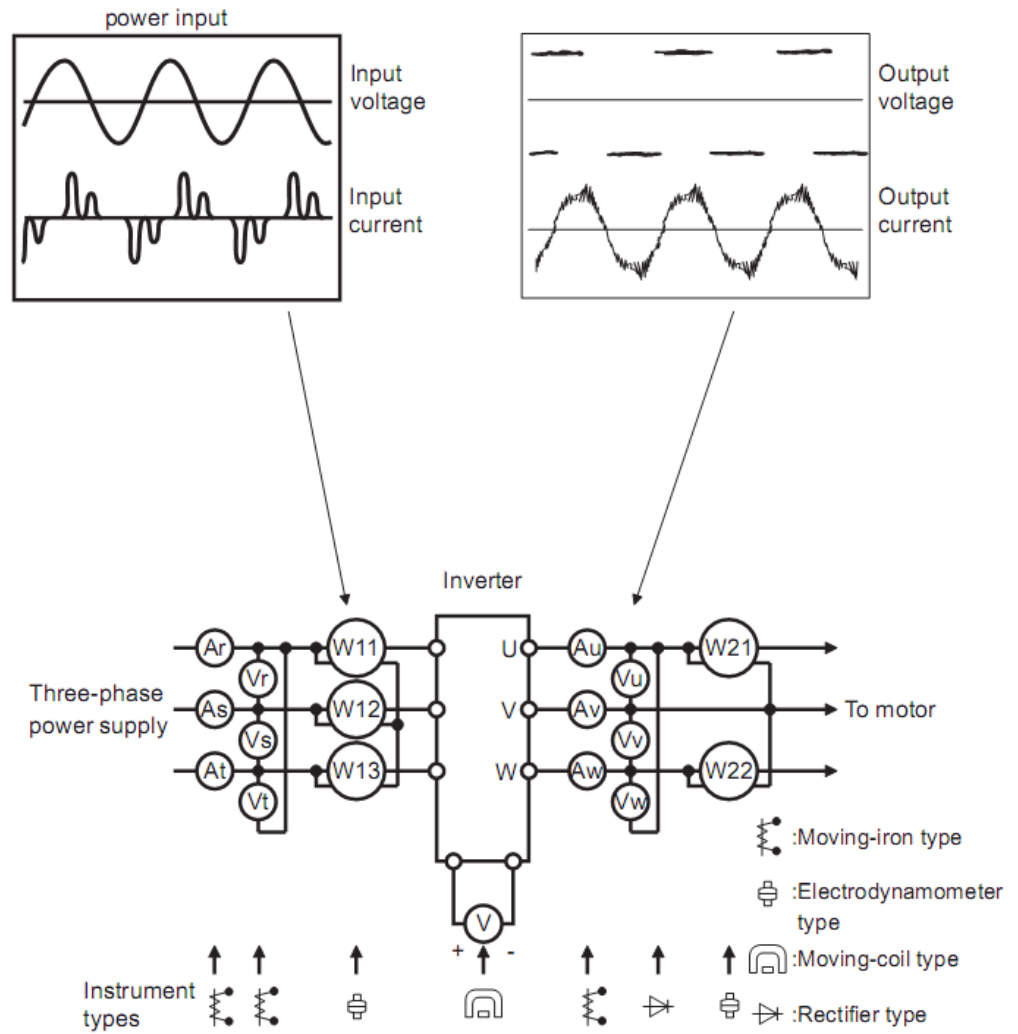 power input
Input
voltage
Input
current
Output
voltage
Output
current
Inverter
Three-phase
power supply
Ar
As
At
Vr
Vs
Vt
W11
W12
W13
U
V
W
Au
Av
Aw
Vu
Vv
Vw
W21
W22
To motor
V
+ -
Instrument
types
:Moving-iron type
:Electrodynamometer
type
:Moving-coil type
:Rectifier type